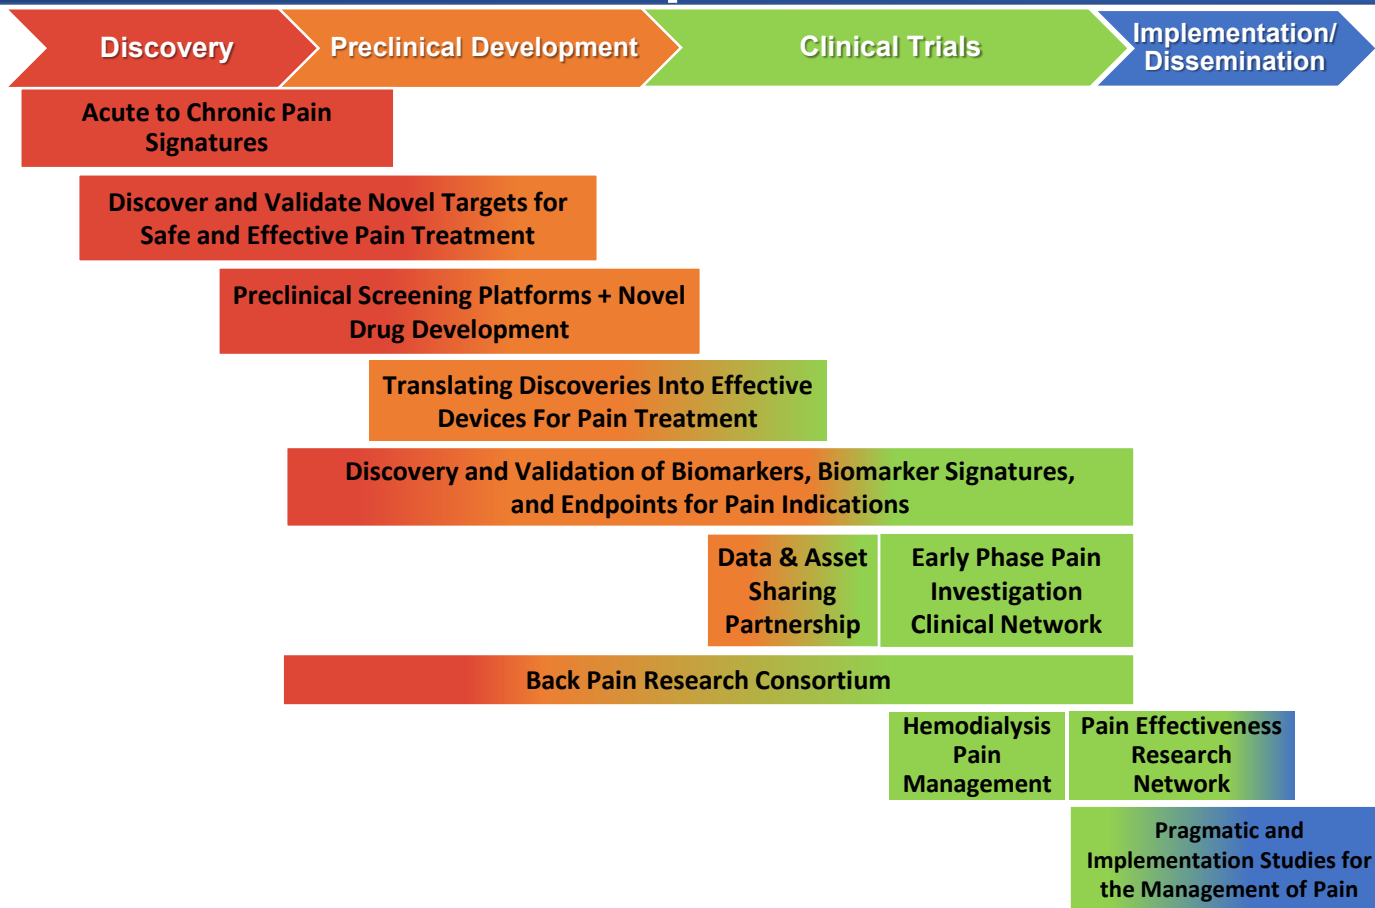 Discovery
Preclinical Development
Clinical Trials
Implementation/
Dissemination
Acute to Chronic Pain
Signatures
Discover and Validate Novel Targets for
Safe and Effective Pain Treatment
Preclinical Screening Platforms + Novel
Drug Development
Translating Discoveries Into Effective
Devices For Pain Treatment
Discovery and Validation of Biomarkers, Biomarker Signatures,
and Endpoints for Pain Indications
Data & Asset
Sharing
Partnership
Early Phase Pain
Investigation
Clinical Network
Back Pain Research Consortium
Hemodialysis
Pain
Management
Pain Effectiveness
Research
Network
Pragmatic and
Implementation Studies for
the Management of Pain